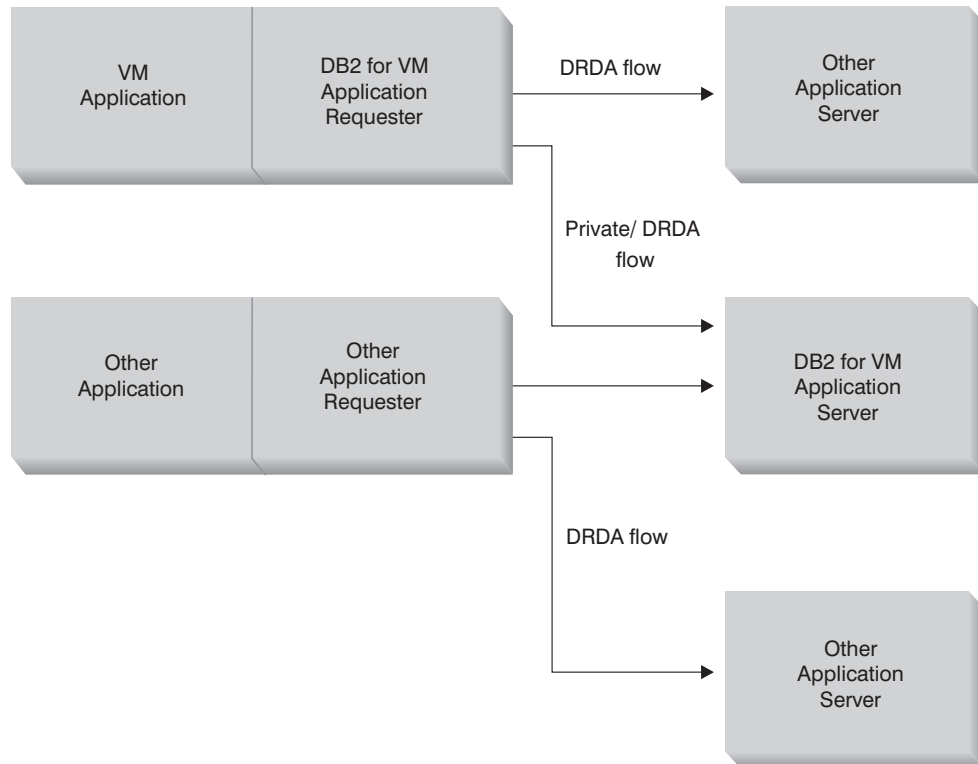 VM
Application
DB2 for VM
Application
Requester
DRDA flow
Other
Application
Server
Private/ DRDA
flow
Other
Application
Other
Application
Requester
DB2 for VM
Application
Server
DRDA flow
Other
Application
Server